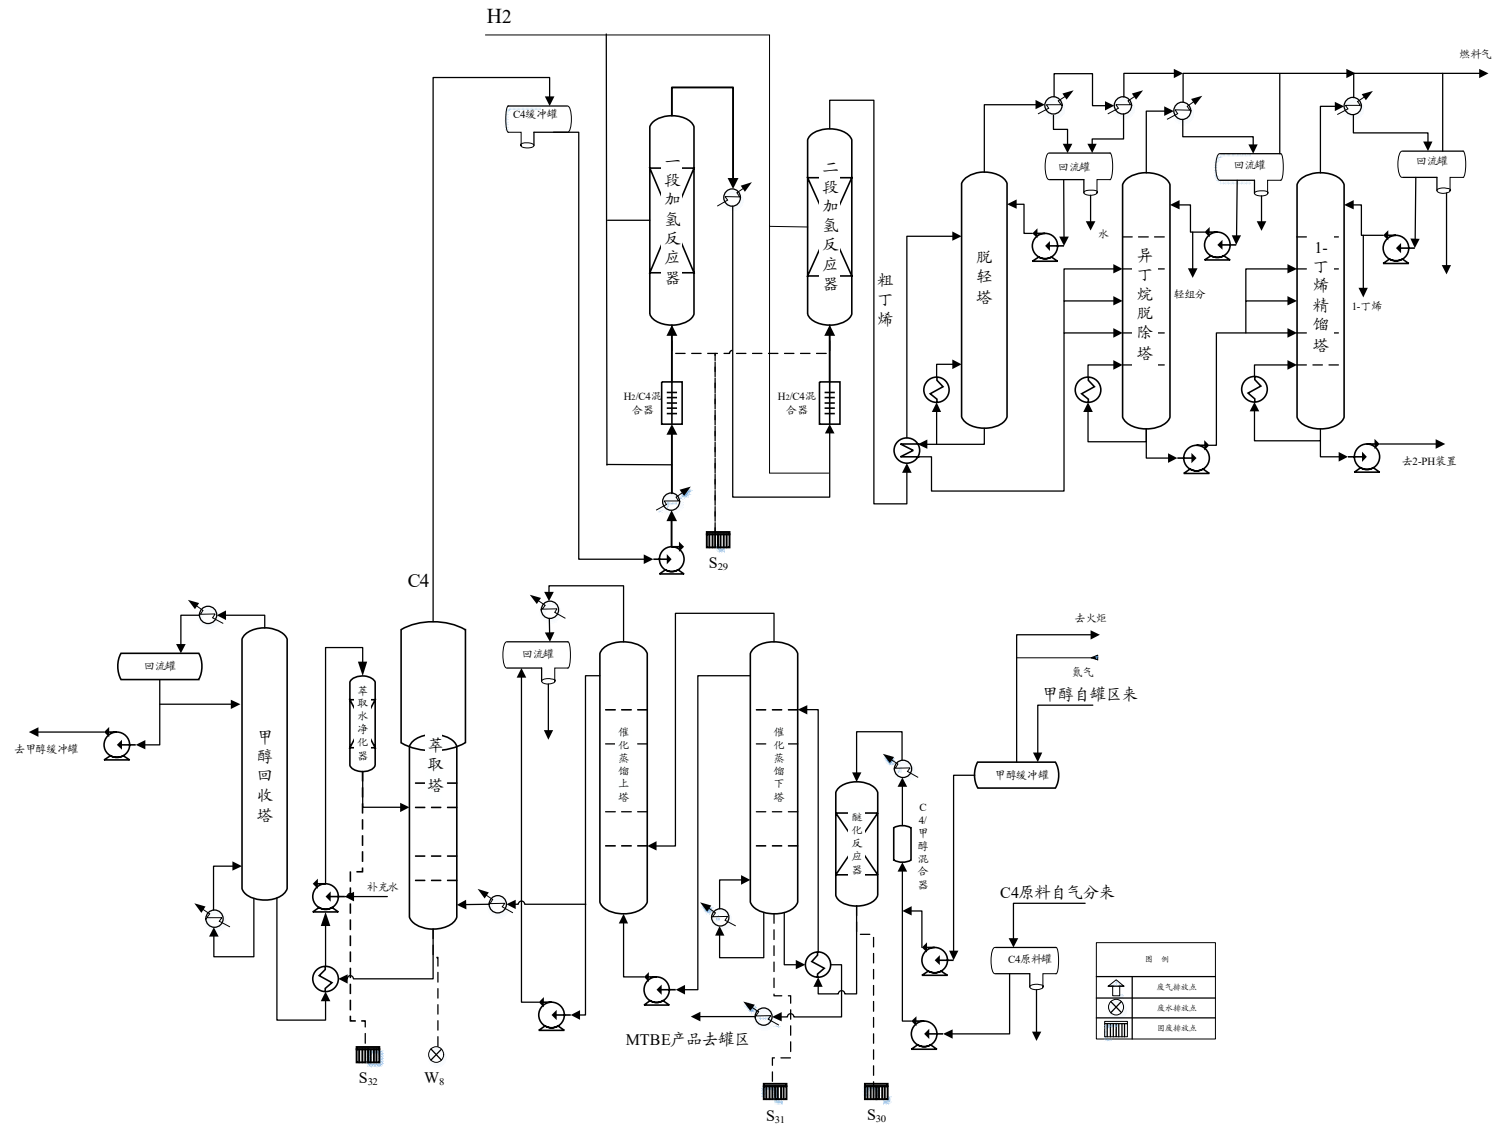 H2
燃料气
C4缓冲罐
一段加氢反应器
二段加氢反应器
回流罐
回流罐
回流罐
水
脱轻塔
异丁烷脱除塔
1-丁烯精馏塔
粗丁烯
轻组分
1-丁烯
H2/C4混
合器
H2/C4混
合器
去2-PH装置
S29
C4
去火炬
氮气
甲醇自罐区来
回流罐
回流罐
萃取水净化器
去甲醇缓冲罐
甲醇回收塔
萃取塔
催化蒸馏上塔
催化蒸馏下塔
甲醇缓冲罐
醚化反应器
C4/甲醇混合器
补充水
C4原料自气分来
C4原料罐
图 例
废气排放点
废水排放点
固废排放点
MTBE产品去罐区
S32
W8
S31
S30